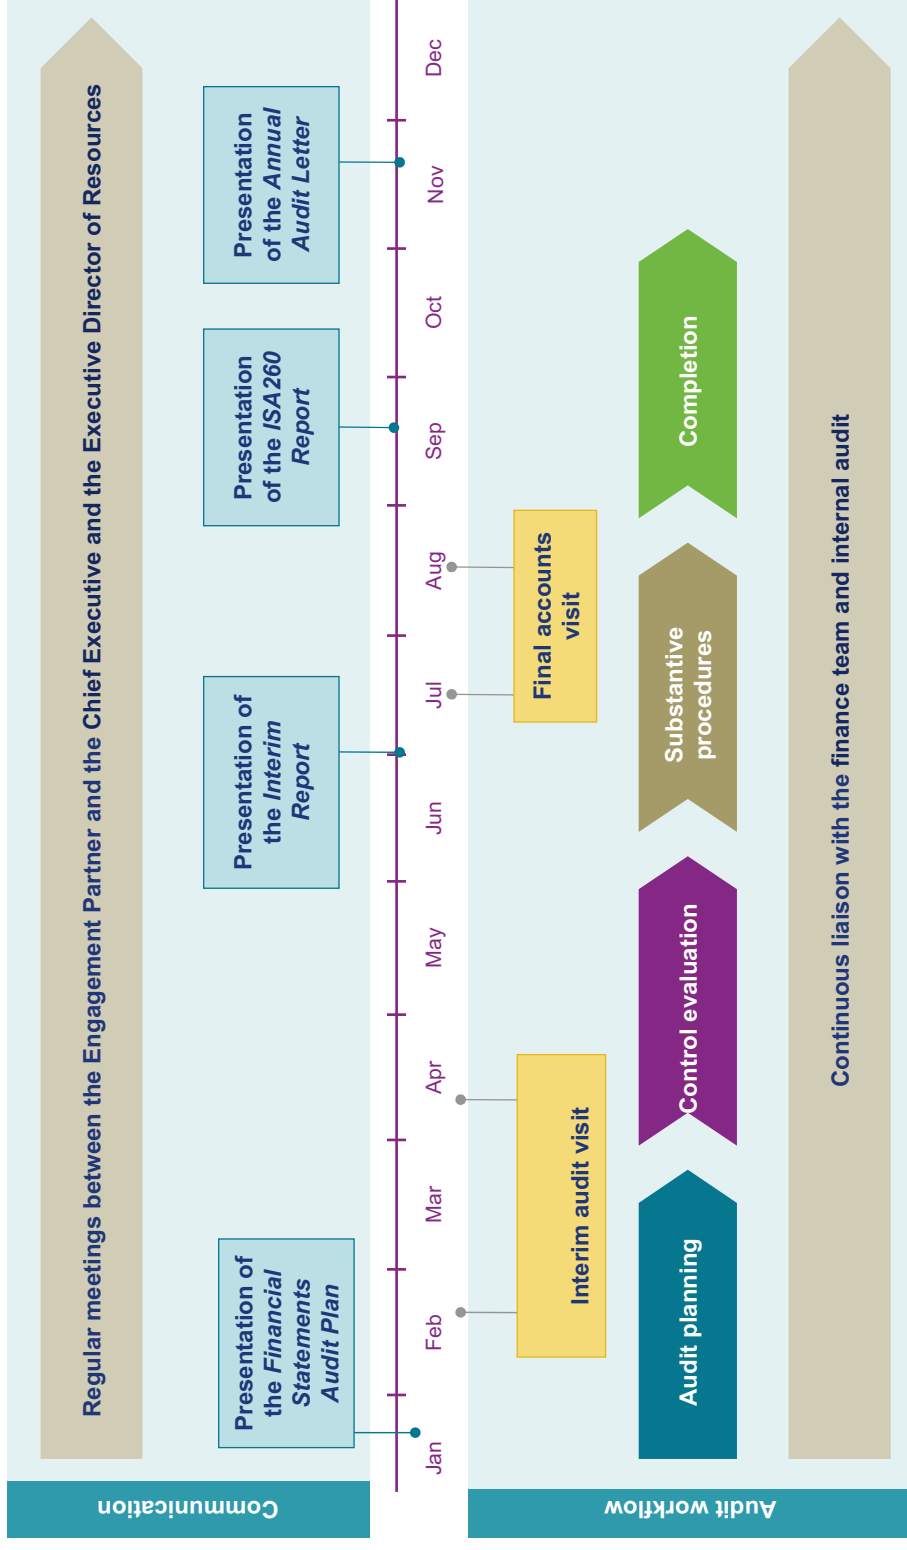 Communication
Regular meetings between the Engagement Partner and the Chief Executive and the Executive Director of Resources
Presentation of
the Financial
Statements
Audit Plan
Presentation of
the Interim
Report
Presentation
of the ISA260
Report
Presentation
of the Annual
Audit Letter
Jan
Feb
Mar
Apr
May
Jun
Jul
Aug
Sep
Oct
Nov
Dec
Audit workflow
Interim audit visit
Final accounts
visit
Audit planning
Control evaluation
Substantive
procedures
Completion
Continuous liaison with the finance team and internal audit